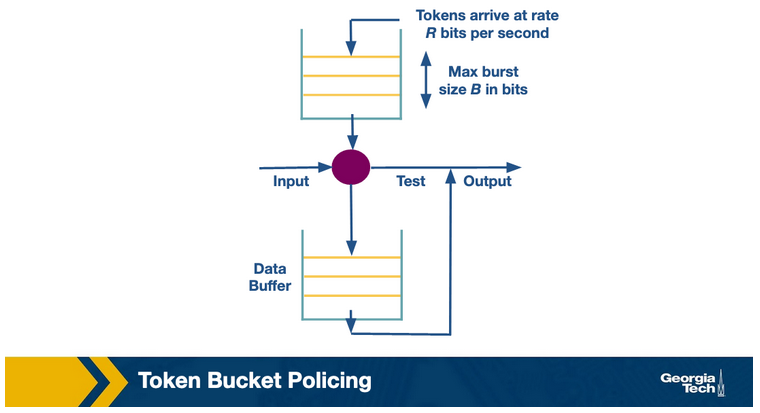 Tokens arrive at rate
R bits per second
Max burst
size B in bits
Input
Test
Output
Data
Buffer
Token Bucket Policing
Georgia
Tech